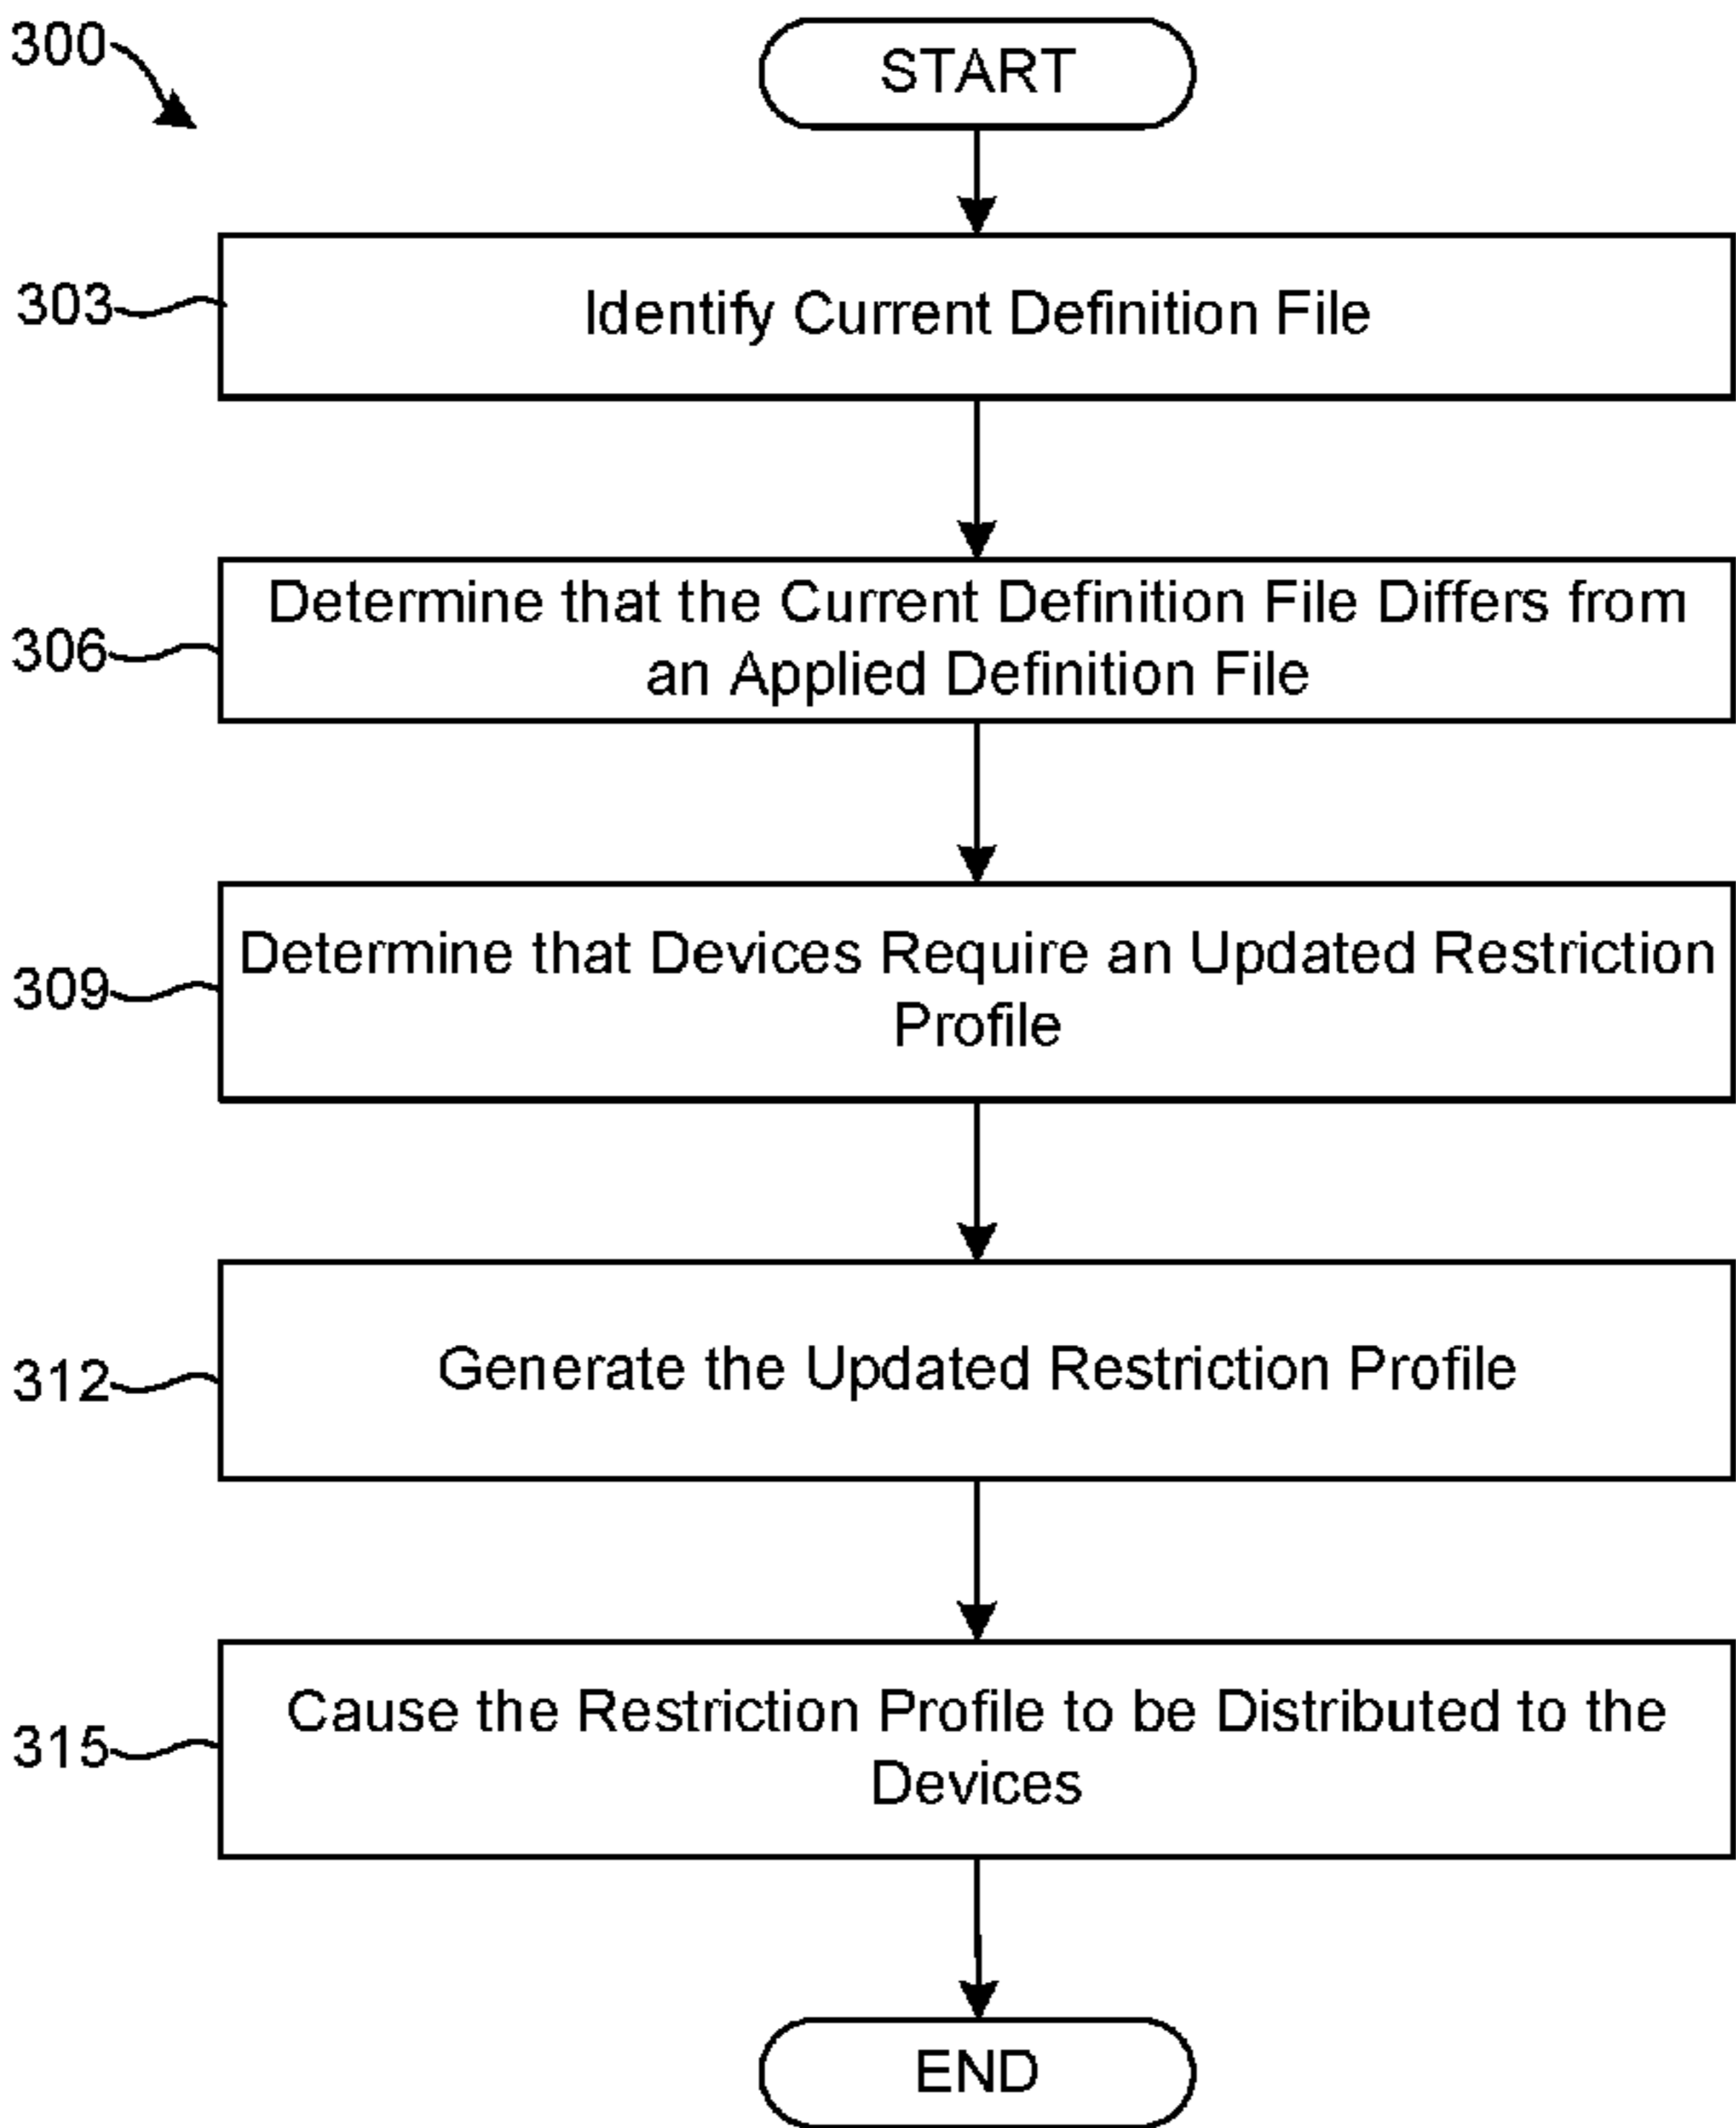 300
START
303
Identify Current Definition File
306
Determine that the Current Definition File Differs from
an Applied Definition File
309
Determine that Devices Require an Updated Restriction
Profile
312
Generate the Updated Restriction Profile
315
Cause the Restriction Profile to be Distributed to the
Devices
END